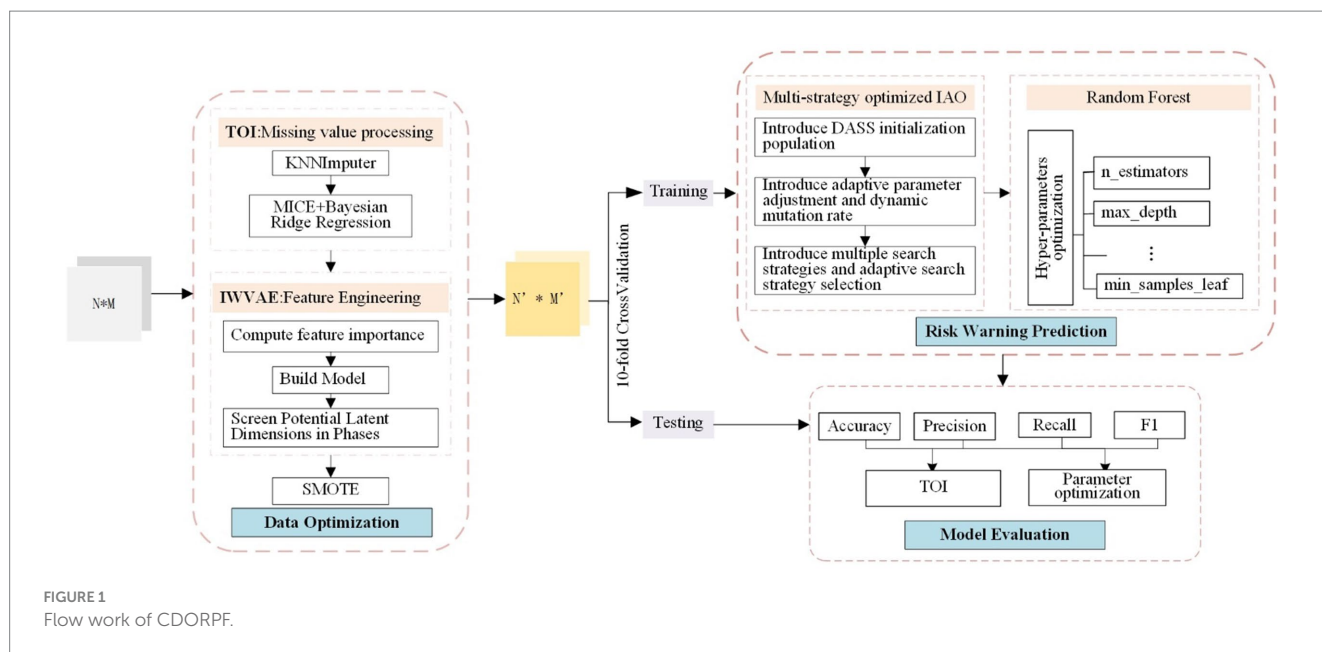 N*M
TOI:Missing value processing
KNNImputer
MICE+Bayesian
Ridge Regression
IWVAE:Feature Engineering
Compute feature importance
Build Model
Screen Potential Latent
Dimensions in Phases
SMOTE
Data Optimization
N' * M'
10-fold CrossValidation
Training
Testing
Multi-strategy optimized IAO
Introduce DASS initialization
population
Introduce adaptive parameter
adjustment and dynamic
mutation rate
Introduce multiple search
strategies and adaptive search
strategy selection
Random Forest
Hyper-parameters
optimization
n_estimators
max_depth
...
min_samples_leaf
Risk Warning Prediction
Accuracy
Precision
Recall
F1
TOI
Parameter
optimization
Model Evaluation
FIGURE 1
Flow work of CDORPF.